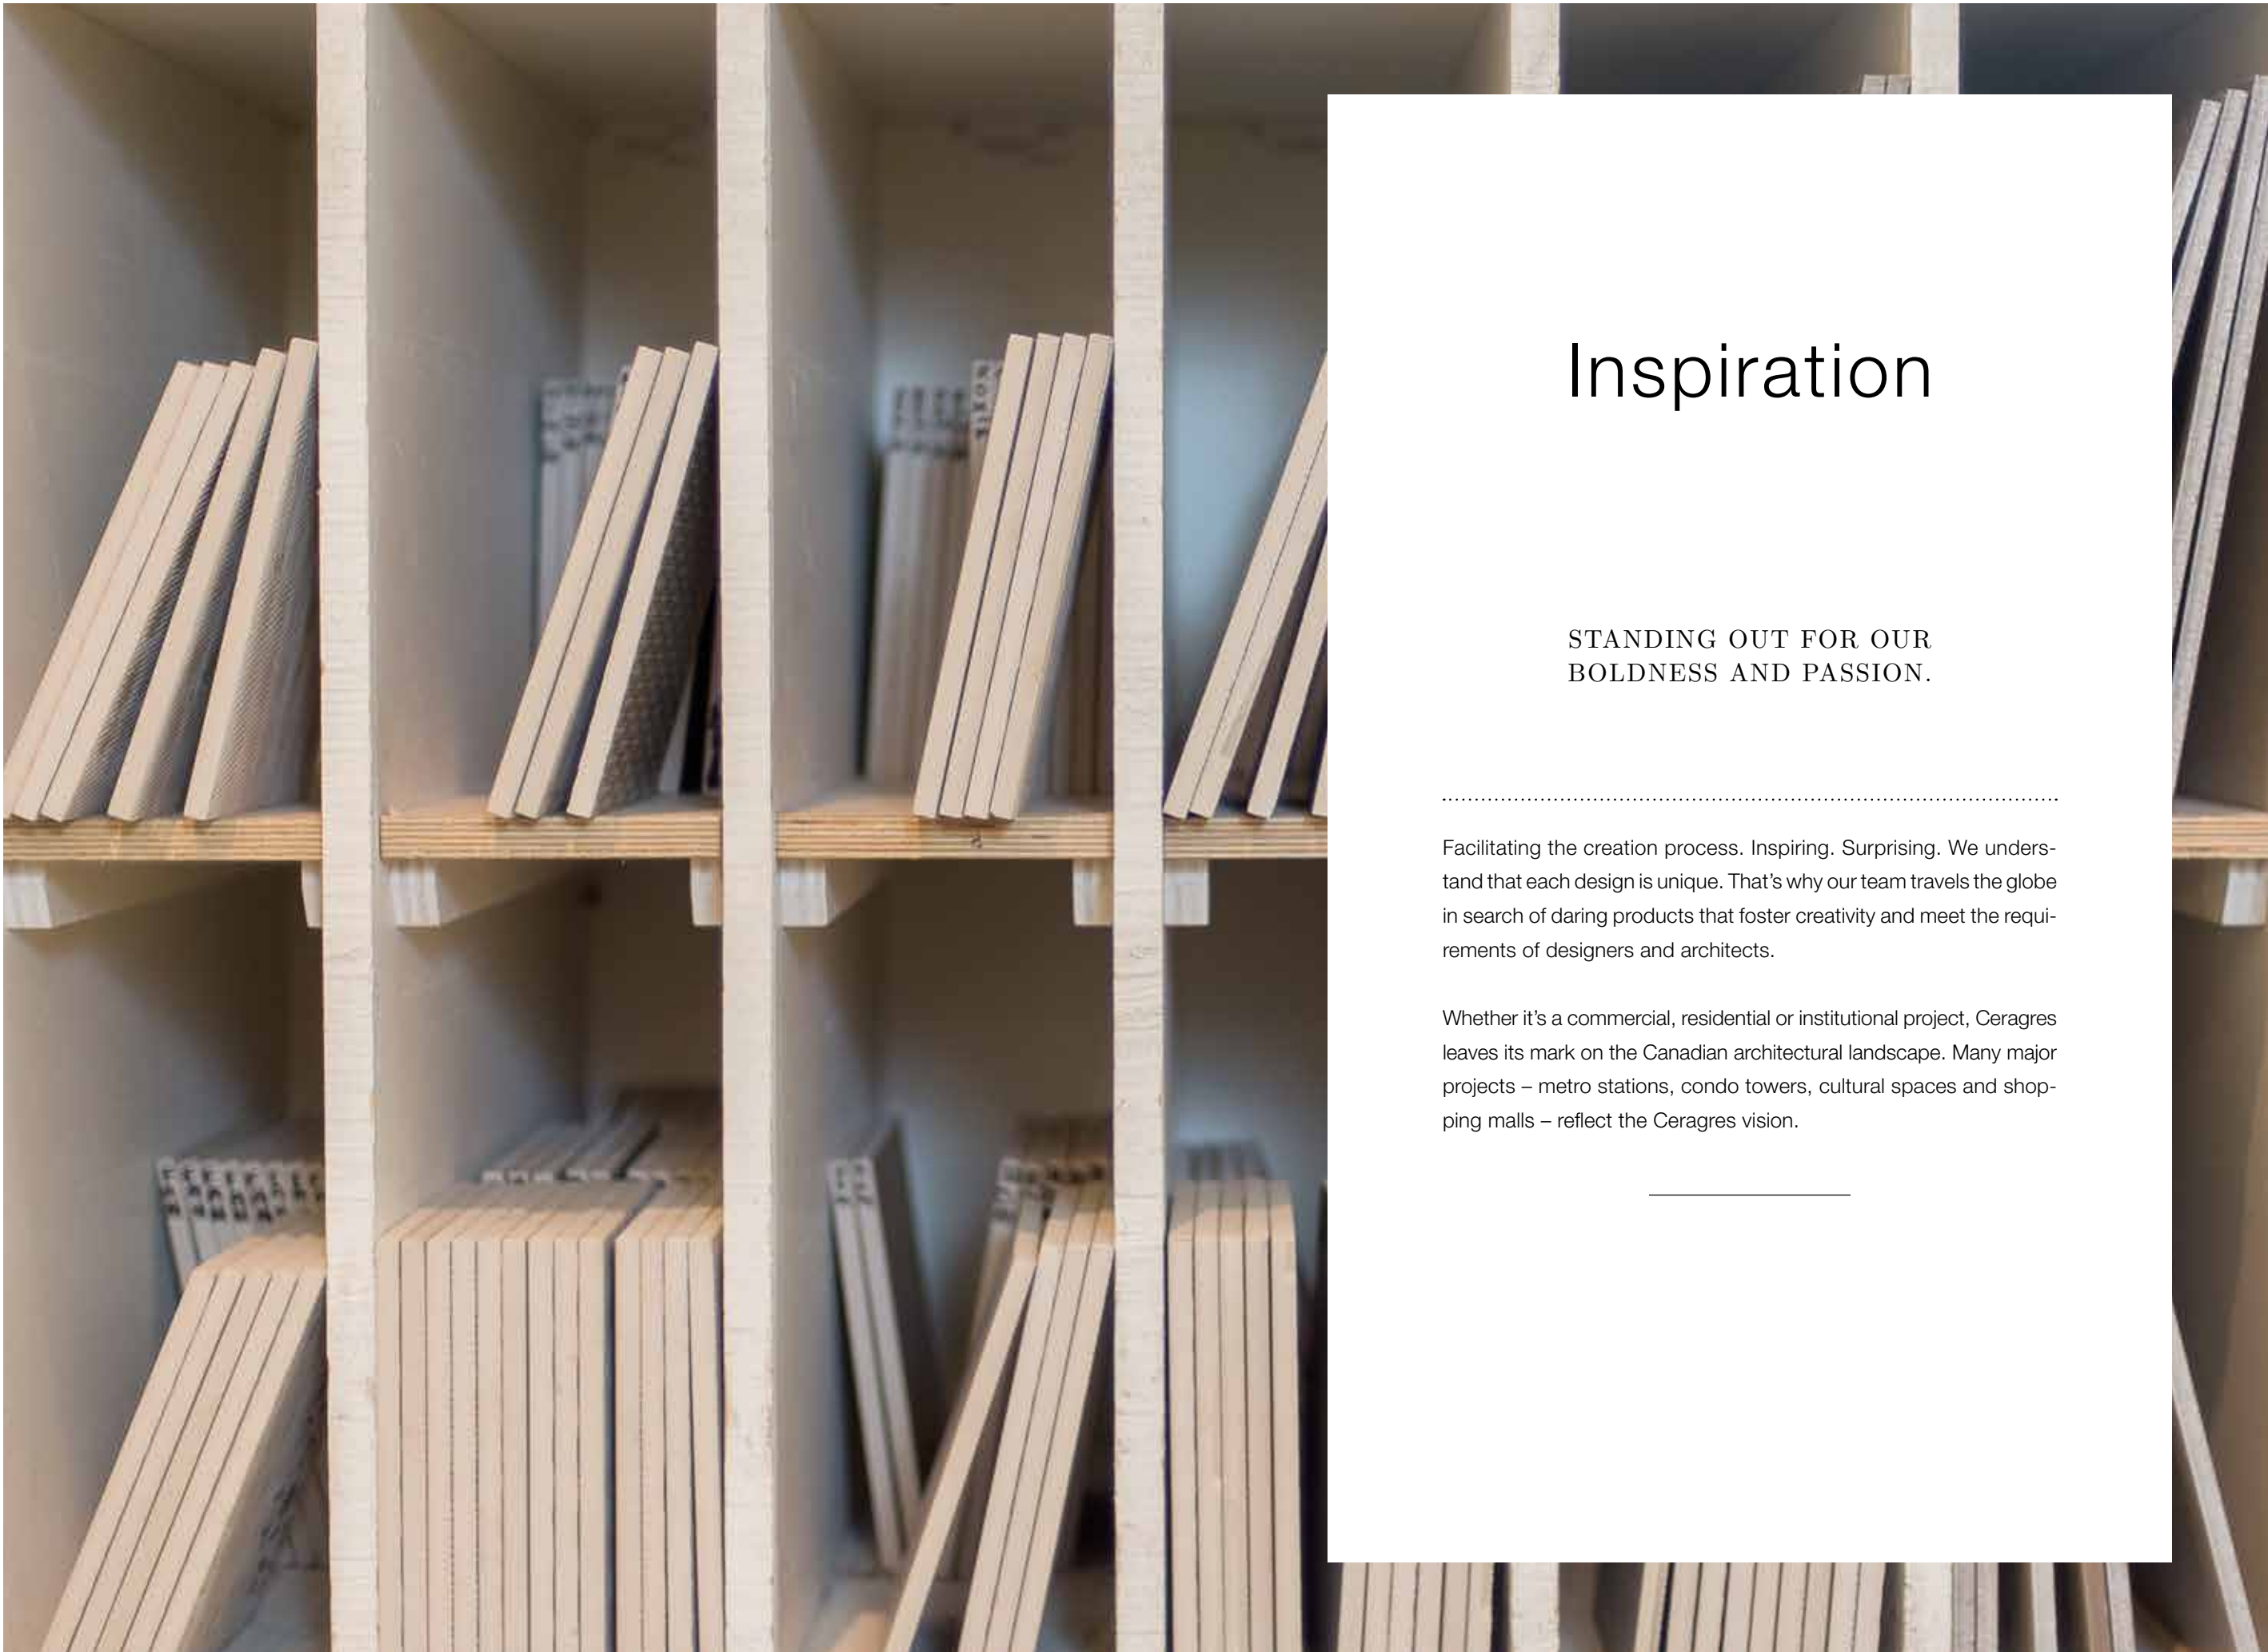 Inspiration
STANDING OUT FOR OUR
BOLDNESS AND PASSION.
Facilitating the creation process. Inspiring. Surprising. We unders-
tand that each design is unique. That’s why our team travels the globe
in search of daring products that foster creativity and meet the requi-
rements of designers and architects.
Whether it’s a commercial, residential or institutional project, Ceragres
leaves its mark on the Canadian architectural landscape. Many major
projects – metro stations, condo towers, cultural spaces and shop-
ping malls – reflect the Ceragres vision.